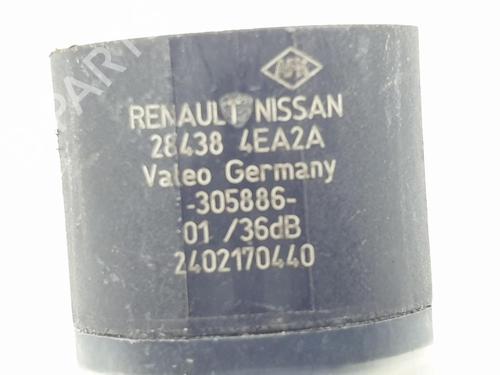 RENAULT NISSAN
28438 4EA2A
Valeo Germany
-305886-
01 /36dB
2402170440